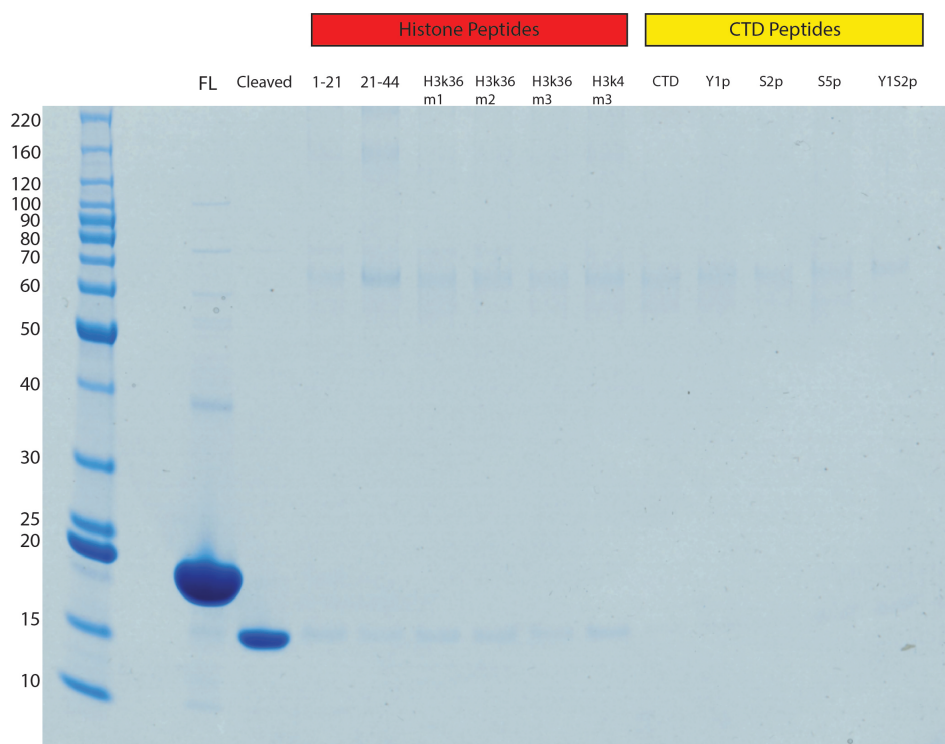 Histone Peptides
CTD Peptides
FL
Cleaved
1-21
21-44
H3k36
m1
H3k36
m2
H3k36
m3
H3k4
m3
CTD
Y1p
S2p
S5p
Y1S2p
220
160
120
100
90
80
70
60
50
40
30
25
20
15
10